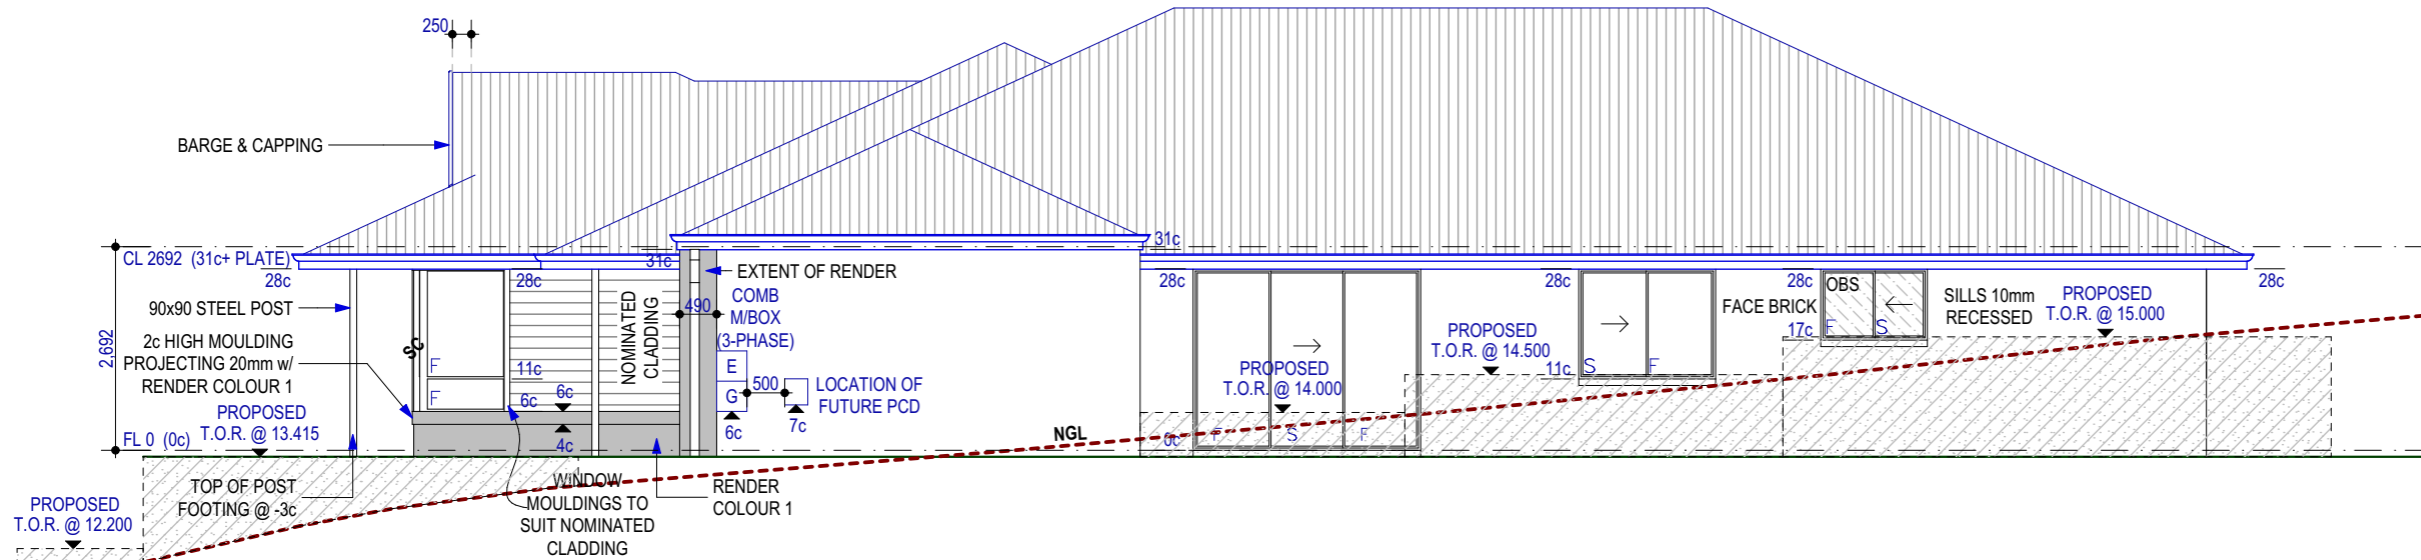 250
BARGE & CAPPING
CL 2692 (31c+ PLATE)
28c
90x90 STEEL POST
2,692
2c HIGH MOULDING
PROJECTING 20mm w/
RENDER COLOUR 1
SC
PROPOSED
T.O.R. @ 13.415
FL 0 (0c)
TOP OF POST
FOOTING @ -3c
PROPOSED
T.O.R. @ 12.200
F
F
28c
11c
6c
6c
4c
NOMINATED
CLADDING
31c
EXTENT OF RENDER
490
COMB
M/BOX
(3-PHASE)
E
G
6c
500
7c
LOCATION OF
FUTURE PCD
WINDOW
MOULDINGS TO
SUIT NOMINATED
CLADDING
RENDER
COLOUR 1
31c
28c
NGL
0c
F
S
F
PROPOSED
T.O.R. @ 14.000
PROPOSED
T.O.R. @ 14.500
28c
11c
S
F
FACE BRICK
28c
17c
OBS
F
S
SILLS 10mm
RECESSED
PROPOSED
T.O.R. @ 15.000
28c